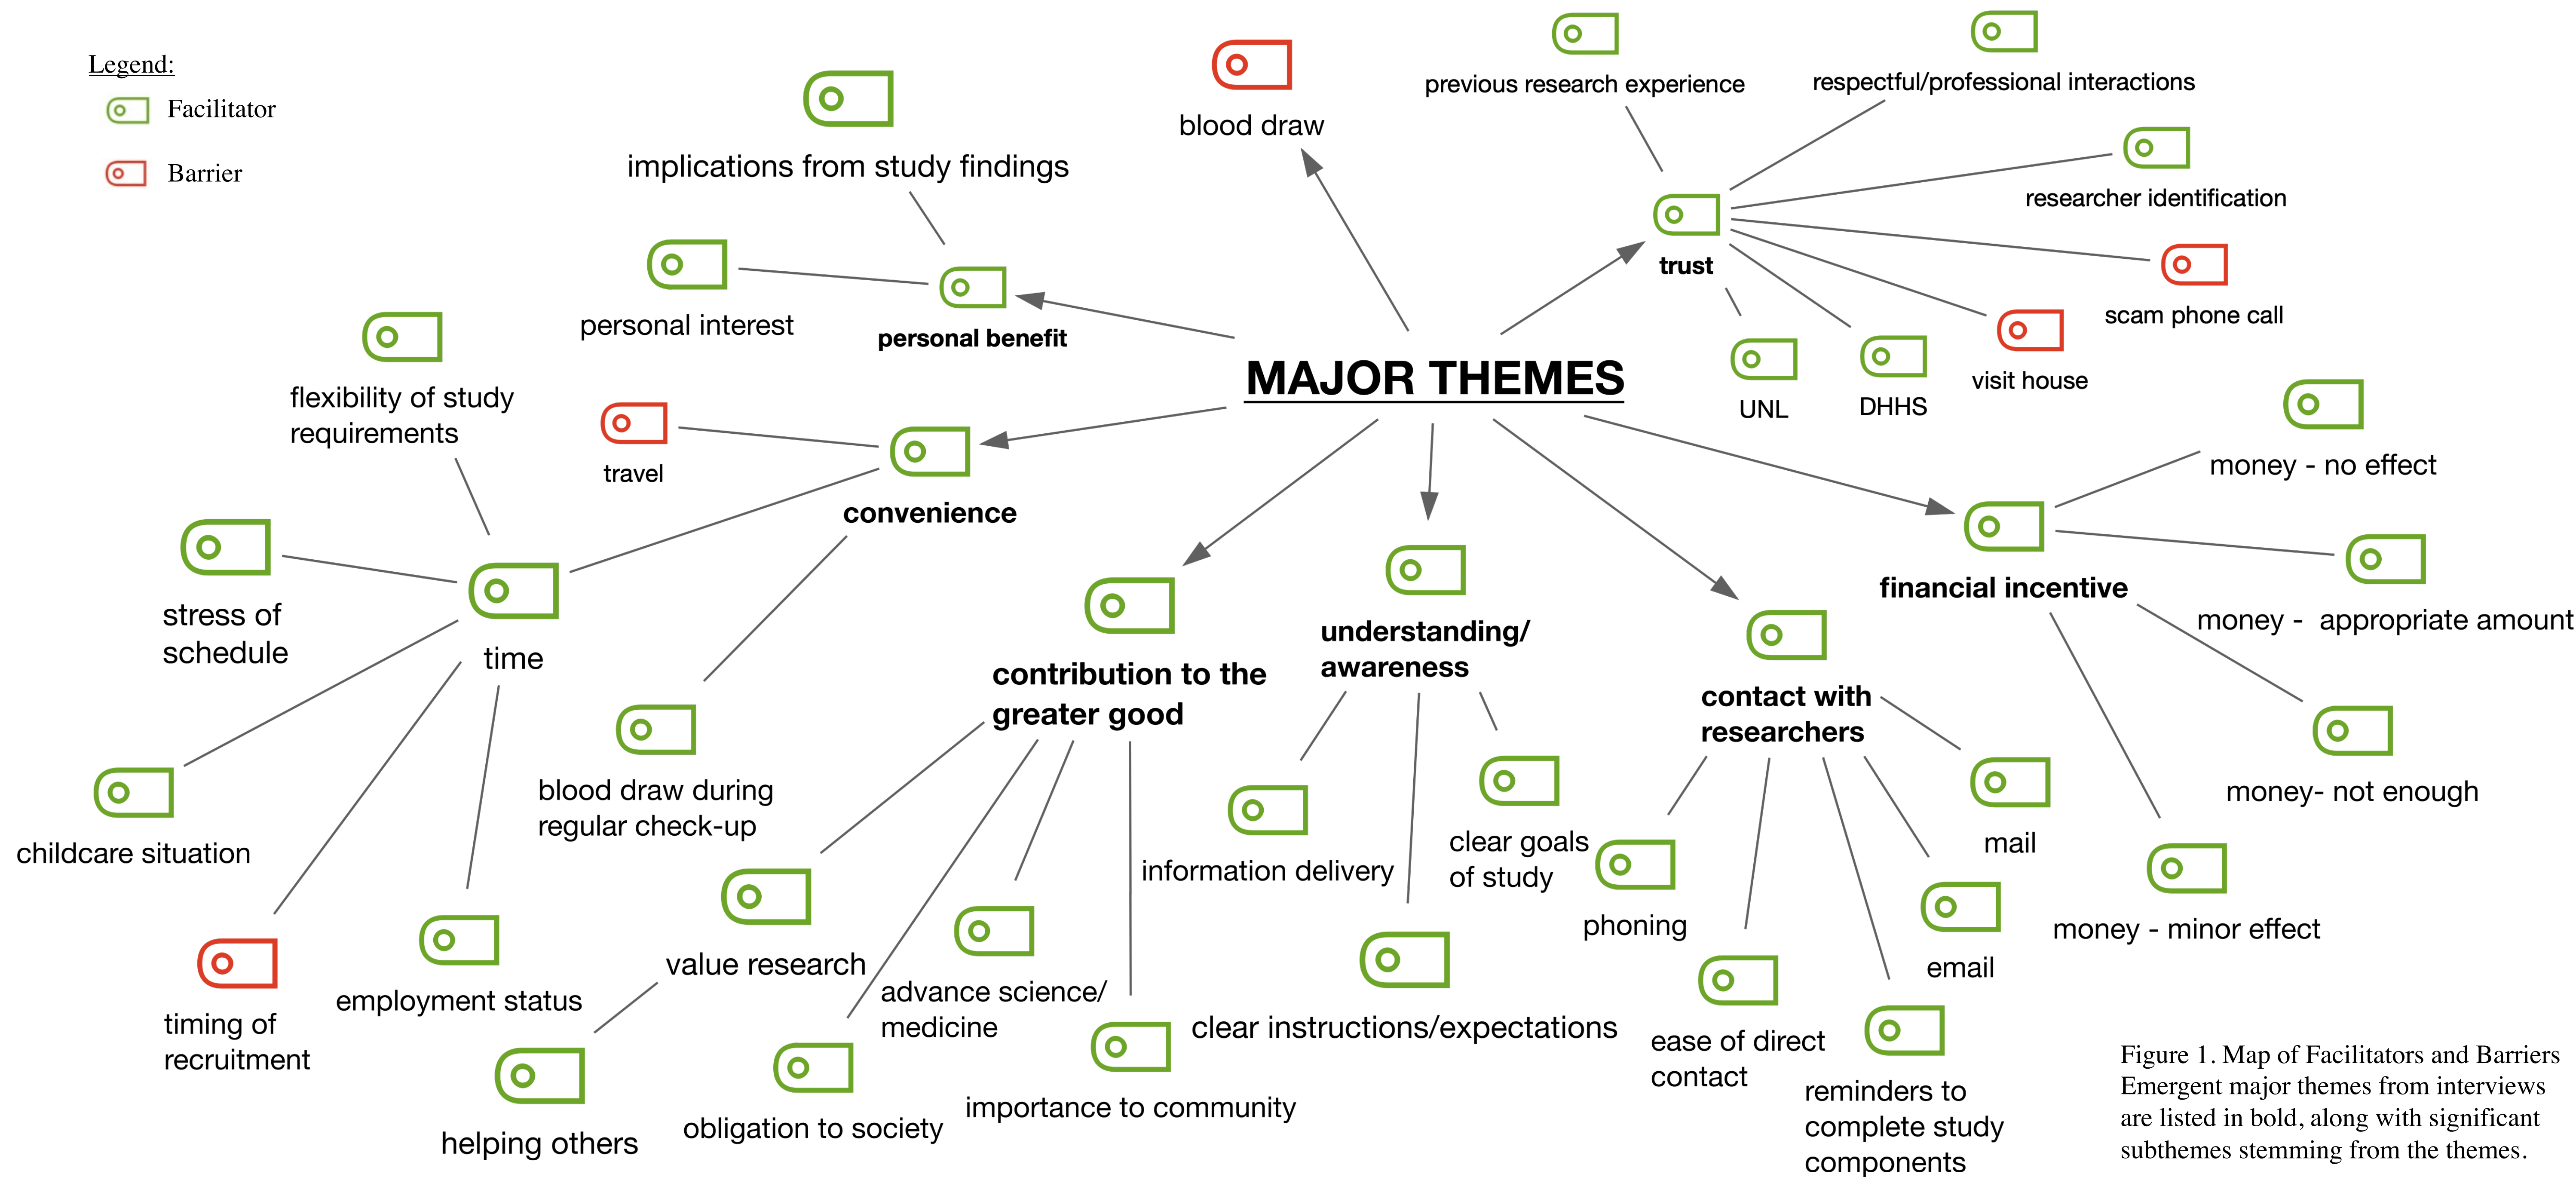 Legend:
Facilitator
Barrier
implications from study findings
personal interest
personal benefit
blood draw
previous research experience
respectful/professional interactions
researcher identification
trust
scam phone call
visit house
UNL
DHHS
MAJOR THEMES
flexibility of study
requirements
travel
convenience
stress of
schedule
time
childcare situation
timing of
recruitment
employment status
blood draw during
regular check-up
contribution to the
greater good
value research
helping others
obligation to society
advance science/
medicine
importance to community
understanding/
awareness
information delivery
clear goals
of study
clear instructions/expectations
contact with
researchers
phoning
ease of direct
contact
reminders to
complete study
components
email
mail
financial incentive
money - no effect
money -  appropriate amount
money- not enough
money - minor effect
Figure 1. Map of Facilitators and Barriers
Emergent major themes from interviews
are listed in bold, along with significant
subthemes stemming from the themes.